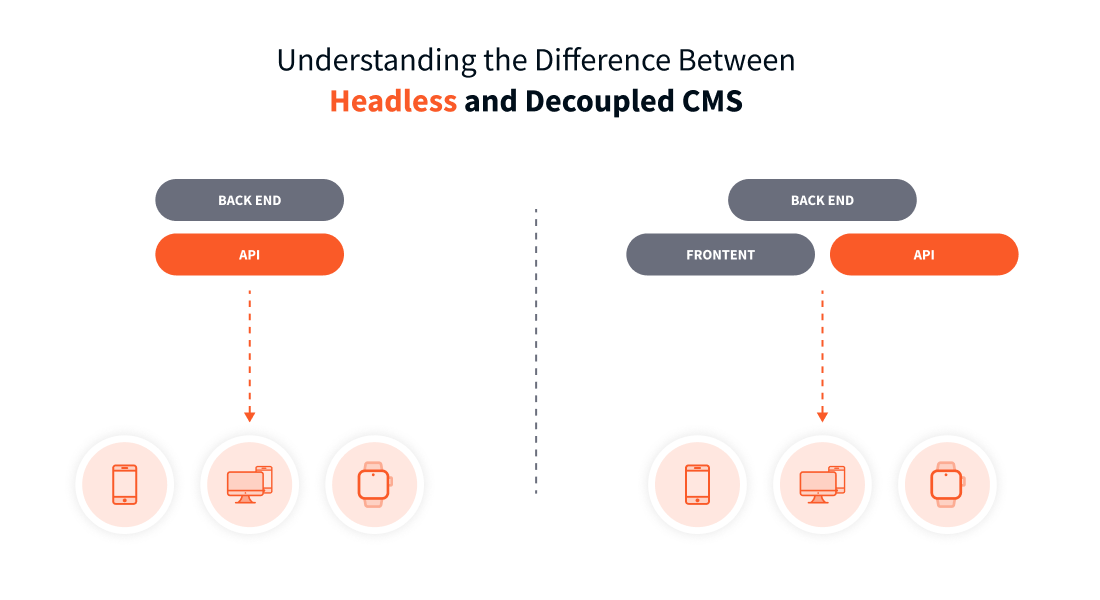 Understanding the Difference Between
Headless and Decoupled CMS
BACK END
API
BACK END
FRONTENT
API